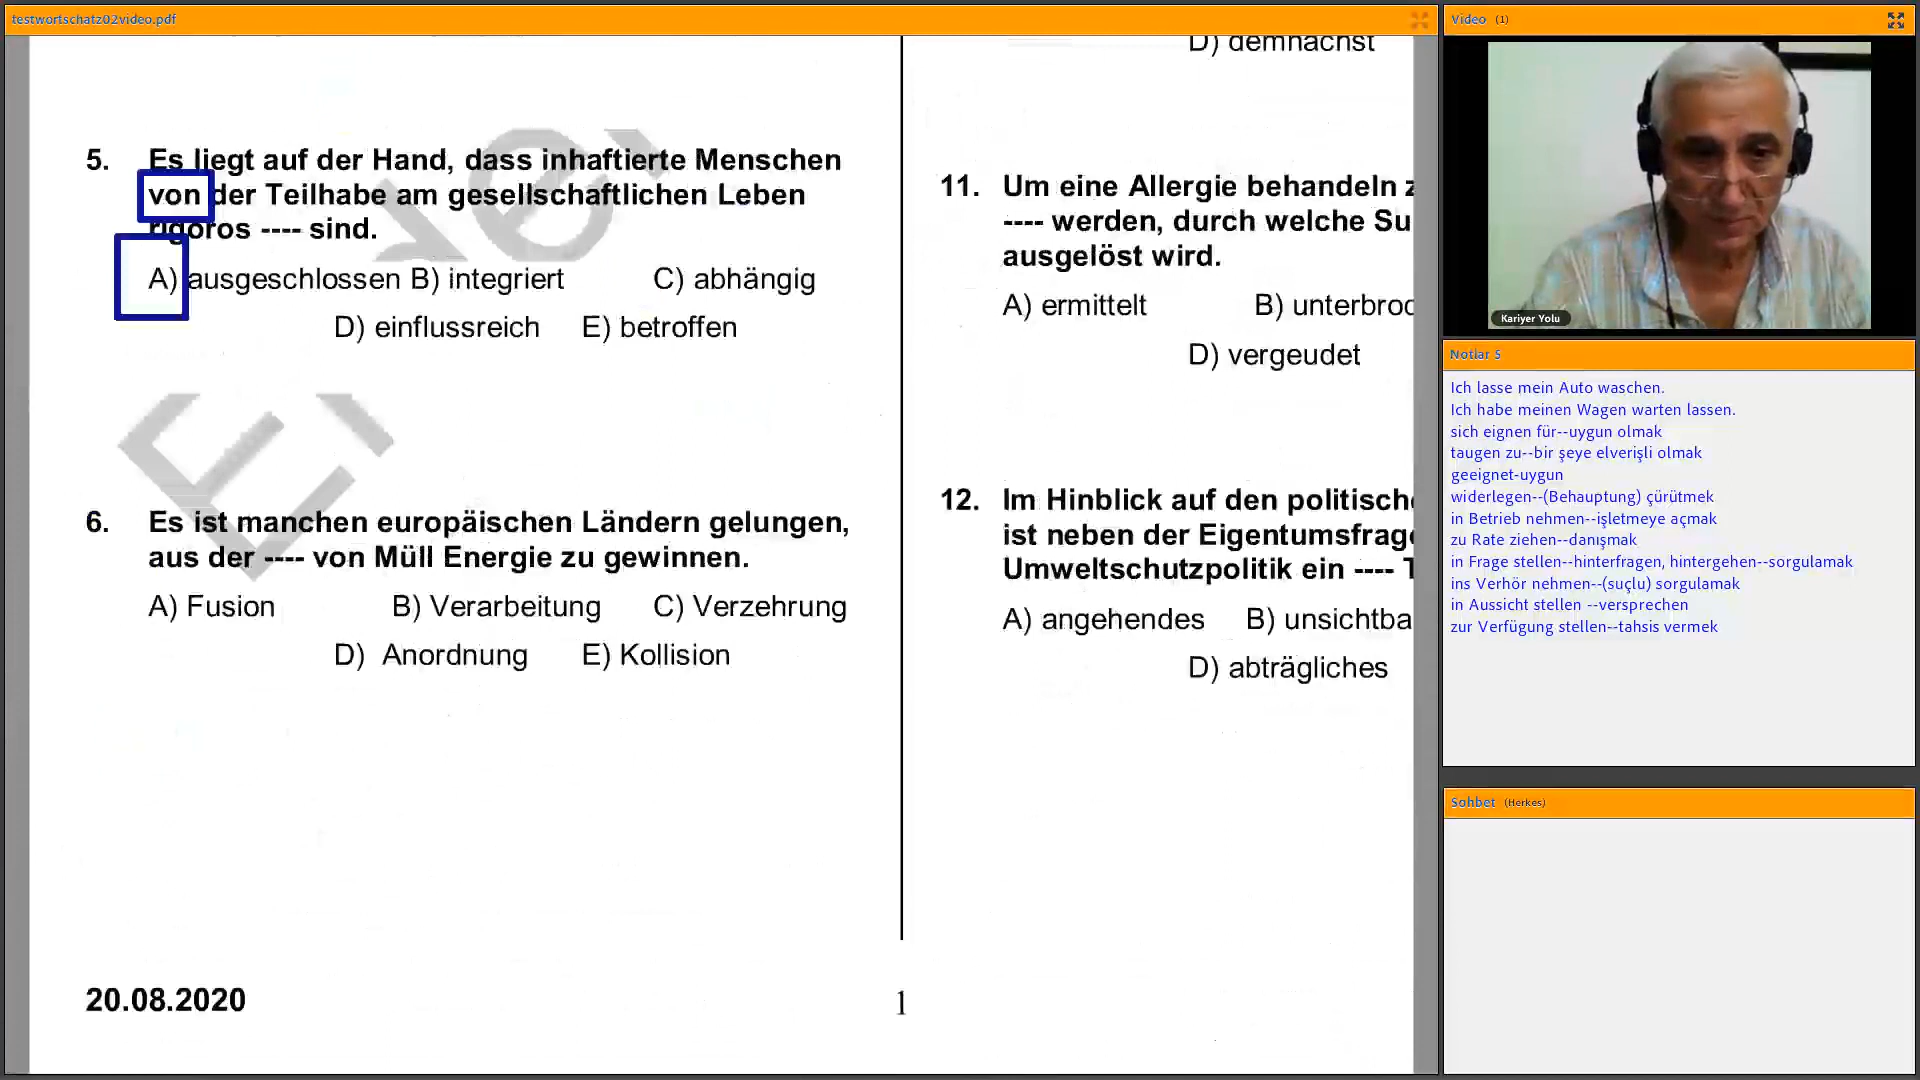 testwortschatz02video.pdf
5. Es liegt auf der Hand, dass inhaftierte Menschen
von der Teilhabe am gesellschaftlichen Leben
rigoros ---- sind.
A) ausgeschlossen B) integriert C) abhängig
D) einflussreich E) betroffen
6. Es ist manchen europäischen Ländern gelungen,
aus der ---- von Müll Energie zu gewinnen.
A) Fusion B) Verarbeitung C) Verzehrung
D) Anordnung E) Kollision
20.08.2020
1
D) demnächst
11. Um eine Allergie behandeln z
---- werden, durch welche Su
ausgelöst wird.
A) ermittelt B) unterbroc
D) vergeudet
12. Im Hinblick auf den politische
ist neben der Eigentumsfrage
Umweltschutzpolitik ein ---- T
A) angehendes B) unsichtba
D) abträgliches
Video (1)
Kariyer Yolu
Notlar 5
Ich lasse mein Auto waschen.
Ich habe meinen Wagen warten lassen.
sich eignen für--uygun olmak
taugen zu--bir şeye elverişli olmak
geeignet-uygun
widerlegen--(Behauptung) çürütmek
in Betrieb nehmen--işletmeye açmak
zu Rate ziehen--danışmak
in Frage stellen--hinterfragen, hintergehen--sorgulamak
ins Verhör nehmen--(suçlu) sorgulamak
in Aussicht stellen --versprechen
zur Verfügung stellen--tahsis vermek
Sohbet (Herkes)